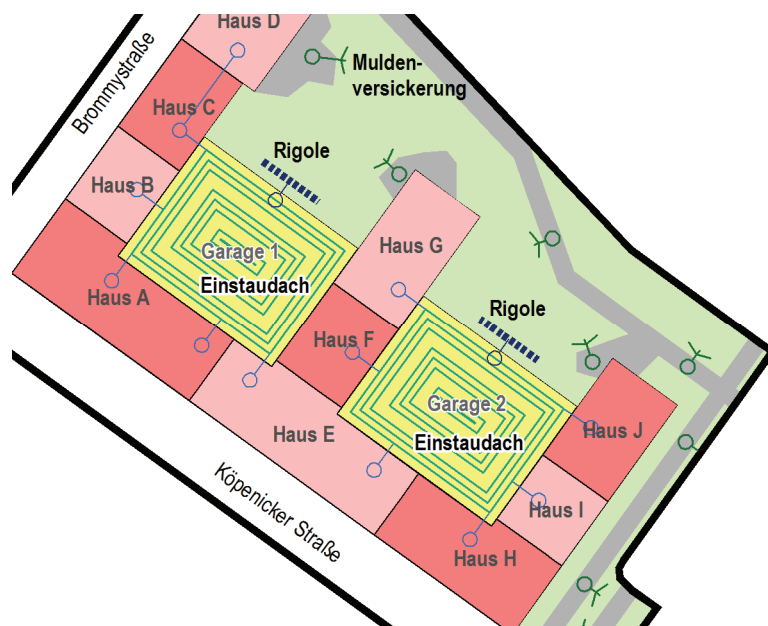 Haus D
Brommystraße
Mulden-
versickerung
Haus C
Rigole
Haus B
Garage 1
Einstaudach
Haus G
Haus A
Rigole
Haus F
Garage 2
Einstaudach
Haus E
Haus J
Köpenicker Straße
Haus I
Haus H